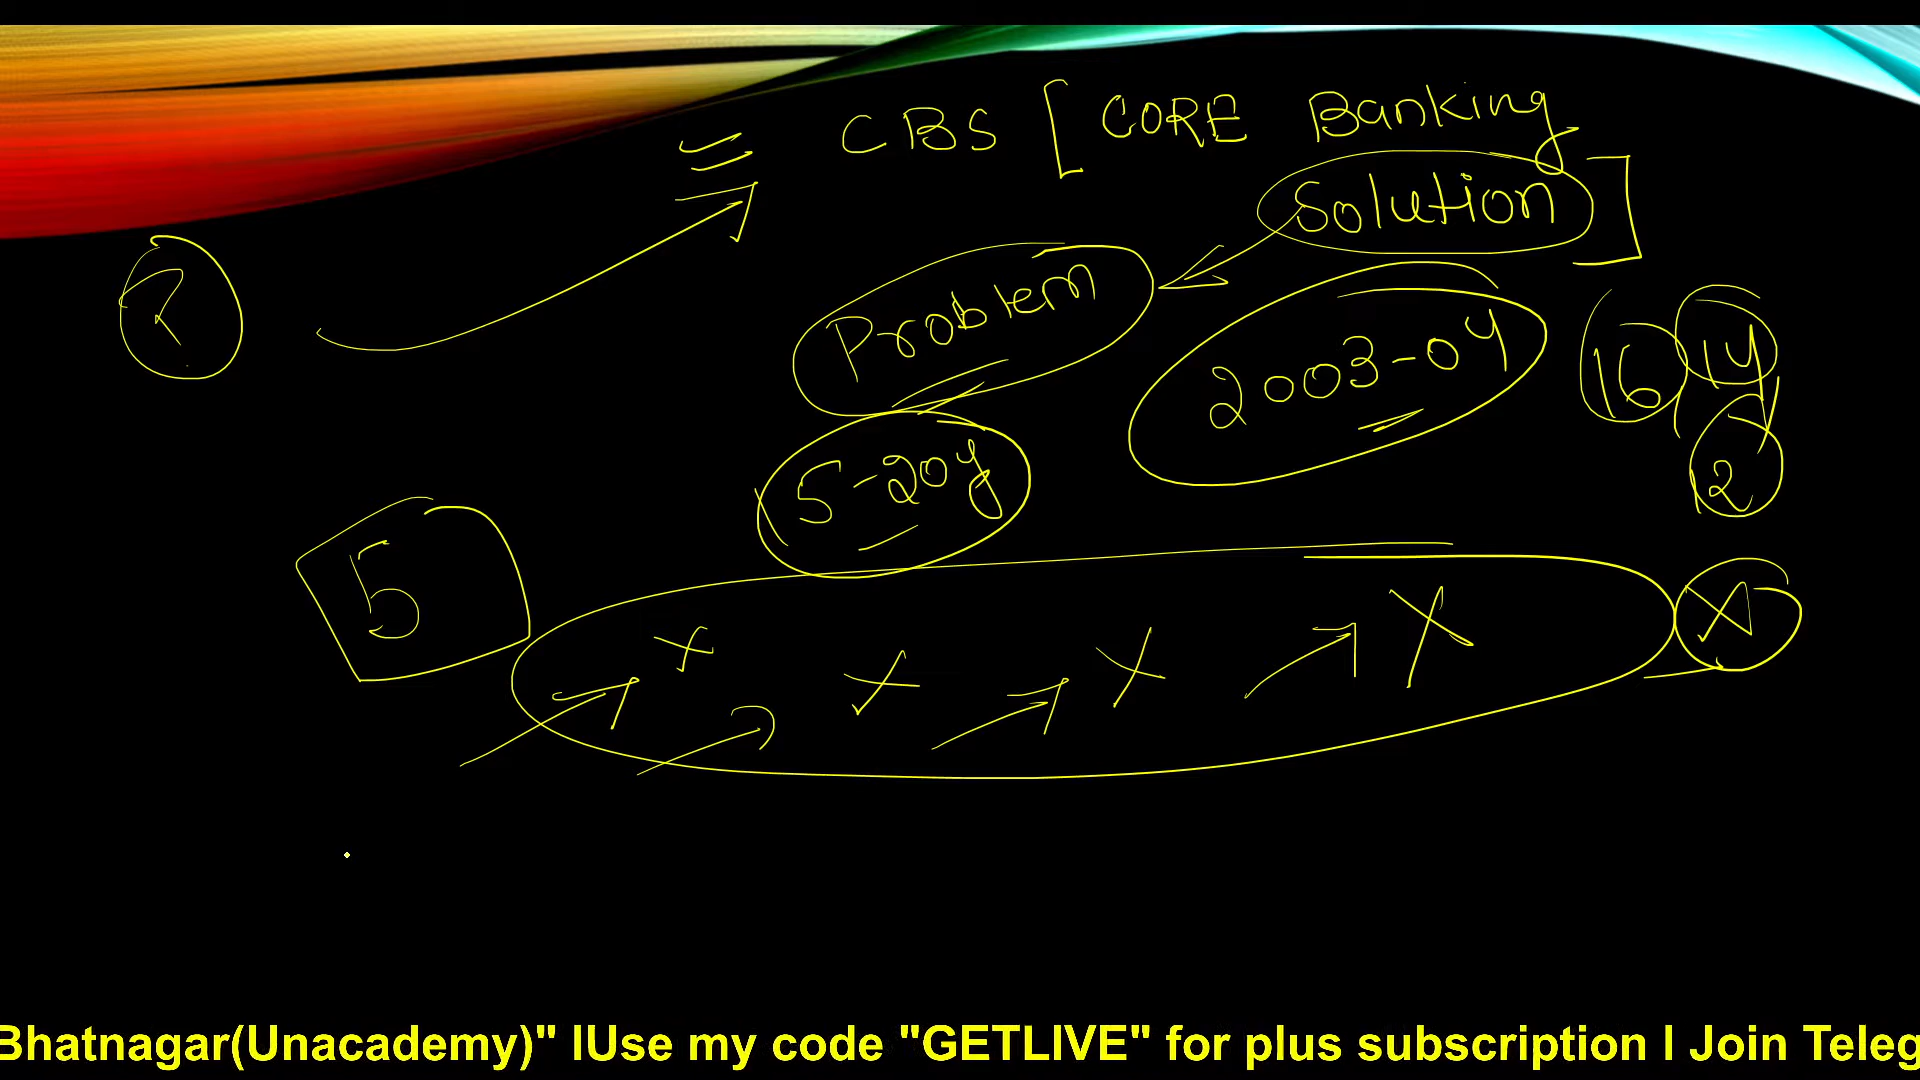 = CBS [CORE Banking
Solution]
?
Problem
2003-04
16 14
5-20y
2
5
x x x x x
Bhatnagar(Unacademy)" lUse my code "GETLIVE" for plus subscription l Join Teleg